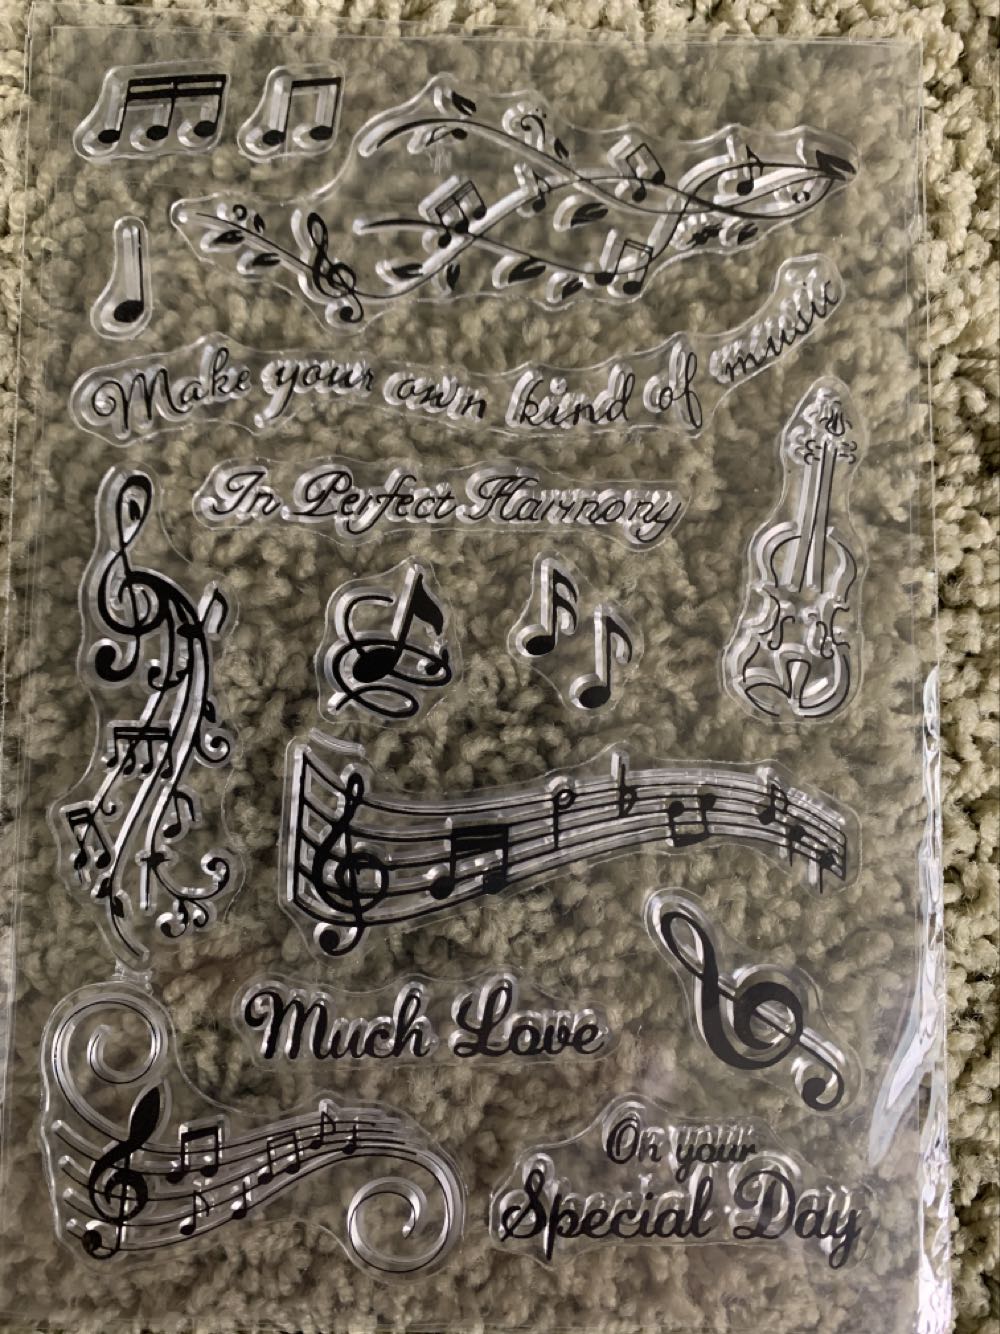 Make your own kind of music
In Perfect Harmony
Much Love
On your
Special Day